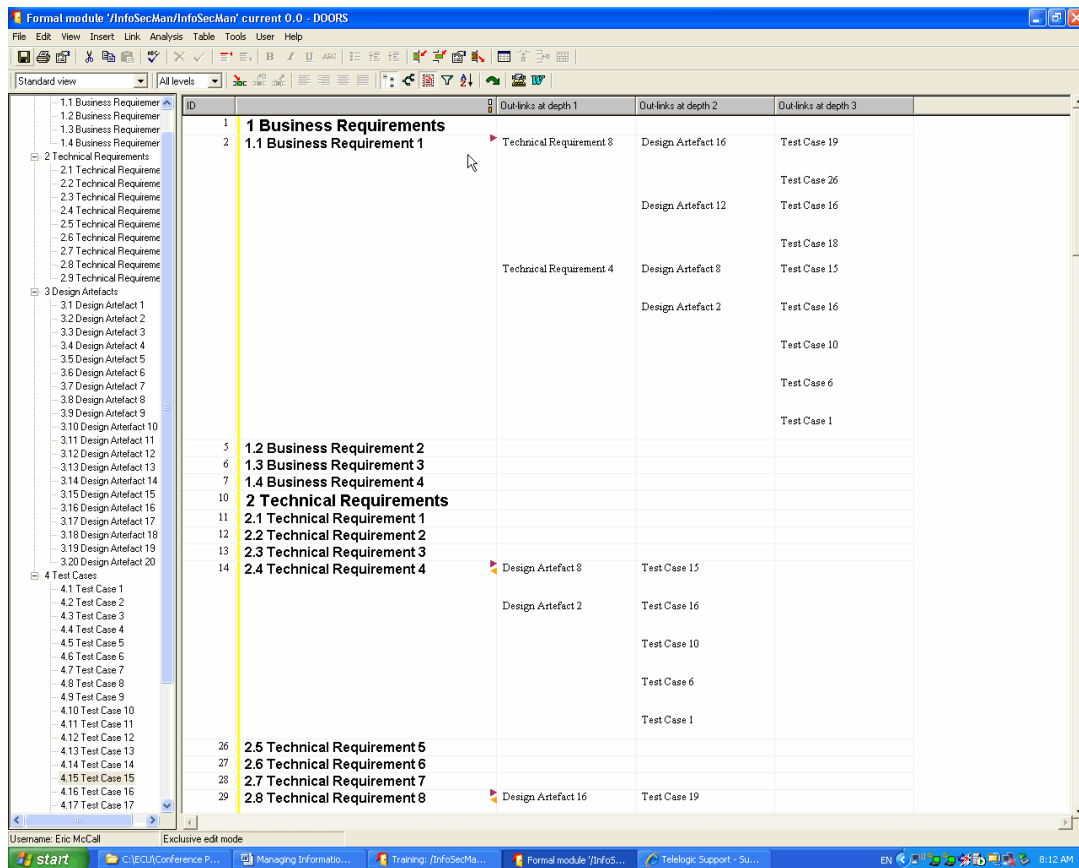 Formal module '/InfoSecMan/InfoSecMan' current 0.0 - DOORS
File Edit View Insert Link Analysis Table Tools User Help
Standard view All levels
1.1 Business Requiremer
1.2 Business Requiremer
1.3 Business Requiremer
1.4 Business Requiremer
2 Technical Requirements
2.1 Technical Requireme
2.2 Technical Requireme
2.3 Technical Requireme
2.4 Technical Requireme
2.5 Technical Requireme
2.6 Technical Requireme
2.7 Technical Requireme
2.8 Technical Requireme
2.9 Technical Requireme
3 Design Artefacts
3.1 Design Artefact 1
3.2 Design Artefact 2
3.3 Design Artefact 3
3.4 Design Artefact 4
3.5 Design Artefact 5
3.6 Design Artefact 6
3.7 Design Artefact 7
3.8 Design Artefact 8
3.9 Design Artefact 9
3.10 Design Arterfact 10
3.11 Design Artefact 11
3.12 Design Artefact 12
3.13 Design Artefact 13
3.14 Design Arterfact 14
3.15 Design Artefact 15
3.16 Design Artefact 16
3.17 Design Artefact 17
3.18 Design Arterfact 18
3.19 Design Artefact 19
3.20 Design Artefact 20
4 Test Cases
4.1 Test Case 1
4.2 Test Case 2
4.3 Test Case 3
4.4 Test Case 4
4.5 Test Case 5
4.6 Test Case 6
4.7 Test Case 7
4.8 Test Case 8
4.9 Test Case 9
4.10 Test Case 10
4.11 Test Case 11
4.12 Test Case 12
4.13 Test Case 13
4.14 Test Case 14
4.15 Test Case 15
4.16 Test Case 16
4.17 Test Case 17
ID Out-links at depth 1 Out-links at depth 2 Out-links at depth 3
1 1 Business Requirements
2 1.1 Business Requirement 1 Technical Requirement 8 Design Artefact 16 Test Case 19
Test Case 26
Design Artefact 12 Test Case 16
Test Case 18
Technical Requirement 4 Design Artefact 8 Test Case 15
Design Artefact 2 Test Case 16
Test Case 10
Test Case 6
Test Case 1
5 1.2 Business Requirement 2
6 1.3 Business Requirement 3
7 1.4 Business Requirement 4
10 2 Technical Requirements
11 2.1 Technical Requirement 1
12 2.2 Technical Requirement 2
13 2.3 Technical Requirement 3
14 2.4 Technical Requirement 4 Design Artefact 8 Test Case 15
Design Artefact 2 Test Case 16
Test Case 10
Test Case 6
Test Case 1
26 2.5 Technical Requirement 5
27 2.6 Technical Requirement 6
28 2.7 Technical Requirement 7
29 2.8 Technical Requirement 8 Design Artefact 16 Test Case 19
Username: Eric McCall Exclusive edit mode
start C:\ECU\Conference P... Managing Informatio... Training: /InfoSecMa... Formal module '/InfoS... Telelogic Support - Su... EN 8:12 AM